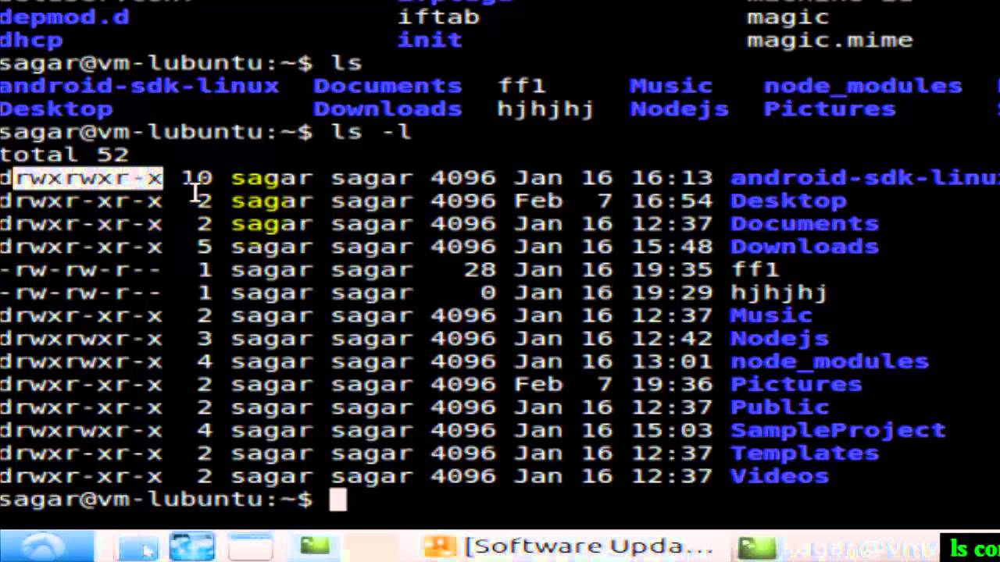 depmod.d iftab magic
dhcp init magic.mime
sagar@vm-lubuntu:~$ ls
android-sdk-linux Documents ff1 Music node_modules
Desktop Downloads hjhjhj Nodejs Pictures
sagar@vm-lubuntu:~$ ls -l
total 52
drwxrwxr-x 10 sagar sagar 4096 Jan 16 16:13 android-sdk-linux
drwxr-xr-x 2 sagar sagar 4096 Feb 7 16:54 Desktop
drwxr-xr-x 2 sagar sagar 4096 Jan 16 12:37 Documents
drwxr-xr-x 5 sagar sagar 4096 Jan 16 15:48 Downloads
-rw-rw-r-- 1 sagar sagar 28 Jan 16 19:35 ff1
-rw-rw-r-- 1 sagar sagar 0 Jan 16 19:29 hjhjhj
drwxr-xr-x 2 sagar sagar 4096 Jan 16 12:37 Music
drwxrwxr-x 3 sagar sagar 4096 Jan 16 12:42 Nodejs
drwxrwxr-x 4 sagar sagar 4096 Jan 16 13:01 node_modules
drwxr-xr-x 2 sagar sagar 4096 Feb 7 19:36 Pictures
drwxr-xr-x 2 sagar sagar 4096 Jan 16 12:37 Public
drwxrwxr-x 4 sagar sagar 4096 Jan 16 15:03 SampleProject
drwxr-xr-x 2 sagar sagar 4096 Jan 16 12:37 Templates
drwxr-xr-x 2 sagar sagar 4096 Jan 16 12:37 Videos
sagar@vm-lubuntu:~$
[Software Upda... ls co